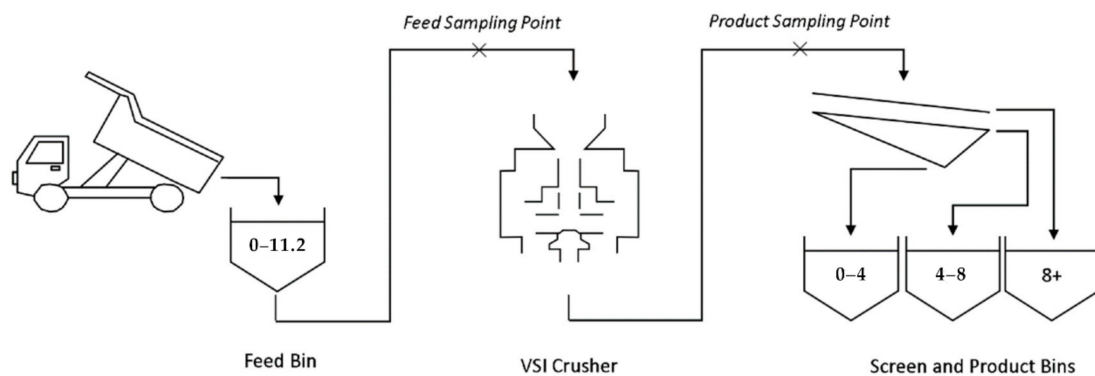 Feed Sampling Point
Product Sampling Point
0–11.2
0–4
4–8
8+
Feed Bin
VSI Crusher
Screen and Product Bins